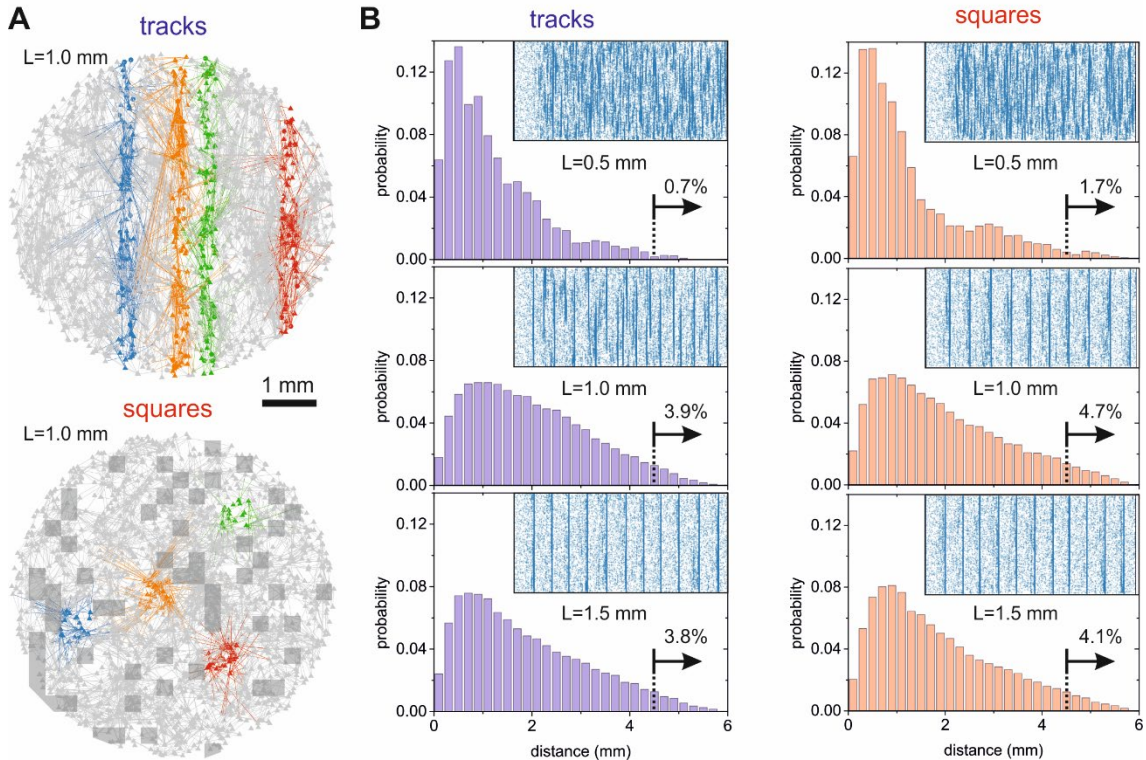 A
tracks
L=1.0 mm
1 mm
squares
L=1.0 mm
B
tracks
squares
probability
0.12
0.08
0.04
0.00
L=0.5 mm
0.7%
probability
0.12
0.08
0.04
0.00
L=0.5 mm
1.7%
probability
0.12
0.08
0.04
0.00
L=1.0 mm
3.9%
probability
0.12
0.08
0.04
0.00
L=1.0 mm
4.7%
probability
0.12
0.08
0.04
0.00
L=1.5 mm
3.8%
0 2 4 6
distance (mm)
probability
0.12
0.08
0.04
0.00
L=1.5 mm
4.1%
0 2 4 6
distance (mm)